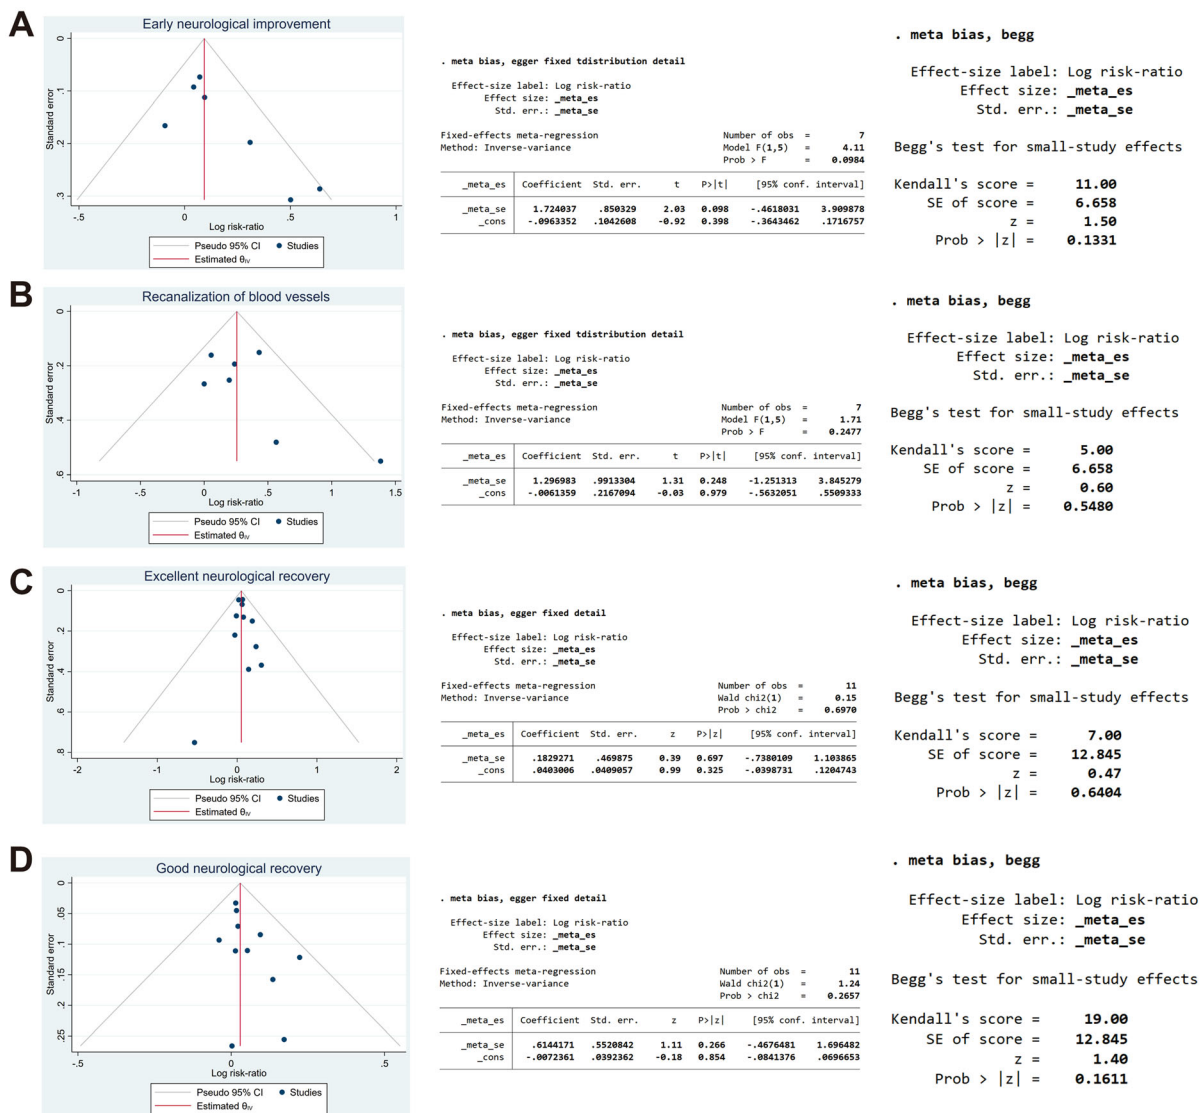 A
Early neurological improvement
Standard error
0
.1
.2
.3
-.5
0
.5
1
Log risk-ratio
Pseudo 95% CI
Studies
Estimated θIV
. meta bias, egger fixed tdistribution detail
Effect-size label: Log risk-ratio
Effect size: _meta_es
Std. err.: _meta_se
Fixed-effects meta-regression Number of obs = 7
Method: Inverse-variance Model F(1,5) = 4.11
Prob > F = 0.0984
_meta_es Coefficient Std. err. t P>|t| [95% conf. interval]
_meta_se 1.724037 .850329 2.03 0.098 -.4618031 3.909878
_cons -.0963352 .1042608 -0.92 0.398 -.3643462 .1716757
. meta bias, begg
Effect-size label: Log risk-ratio
Effect size: _meta_es
Std. err.: _meta_se
Begg's test for small-study effects
Kendall's score = 11.00
SE of score = 6.658
z = 1.50
Prob > |z| = 0.1331
B
Recanalization of blood vessels
Standard error
0
.2
.4
.6
-1
-.5
0
.5
1
1.5
Log risk-ratio
Pseudo 95% CI
Studies
Estimated θIV
. meta bias, egger fixed tdistribution detail
Effect-size label: Log risk-ratio
Effect size: _meta_es
Std. err.: _meta_se
Fixed-effects meta-regression Number of obs = 7
Method: Inverse-variance Model F(1,5) = 1.71
Prob > F = 0.2477
_meta_es Coefficient Std. err. t P>|t| [95% conf. interval]
_meta_se 1.296983 .9913304 1.31 0.248 -1.251313 3.845279
_cons -.0061359 .2167094 -0.03 0.979 -.5632051 .5509333
. meta bias, begg
Effect-size label: Log risk-ratio
Effect size: _meta_es
Std. err.: _meta_se
Begg's test for small-study effects
Kendall's score = 5.00
SE of score = 6.658
z = 0.60
Prob > |z| = 0.5480
C
Excellent neurological recovery
Standard error
0
.2
.4
.6
.8
-2
-1
0
1
2
Log risk-ratio
Pseudo 95% CI
Studies
Estimated θIV
. meta bias, egger fixed detail
Effect-size label: Log risk-ratio
Effect size: _meta_es
Std. err.: _meta_se
Fixed-effects meta-regression Number of obs = 11
Method: Inverse-variance Wald chi2(1) = 0.15
Prob > chi2 = 0.6970
_meta_es Coefficient Std. err. z P>|z| [95% conf. interval]
_meta_se .1829271 .469875 0.39 0.697 -.7380109 1.103865
_cons .0403006 .0409057 0.99 0.325 -.0398731 .1204743
. meta bias, begg
Effect-size label: Log risk-ratio
Effect size: _meta_es
Std. err.: _meta_se
Begg's test for small-study effects
Kendall's score = 7.00
SE of score = 12.845
z = 0.47
Prob > |z| = 0.6404
D
Good neurological recovery
Standard error
0
.05
.1
.15
.2
.25
-.5
0
.5
Log risk-ratio
Pseudo 95% CI
Studies
Estimated θIV
. meta bias, egger fixed detail
Effect-size label: Log risk-ratio
Effect size: _meta_es
Std. err.: _meta_se
Fixed-effects meta-regression Number of obs = 11
Method: Inverse-variance Wald chi2(1) = 1.24
Prob > chi2 = 0.2657
_meta_es Coefficient Std. err. z P>|z| [95% conf. interval]
_meta_se .6144171 .5520842 1.11 0.266 -.4676481 1.696482
_cons -.0072361 .0392362 -0.18 0.854 -.0841376 .0696653
. meta bias, begg
Effect-size label: Log risk-ratio
Effect size: _meta_es
Std. err.: _meta_se
Begg's test for small-study effects
Kendall's score = 19.00
SE of score = 12.845
z = 1.40
Prob > |z| = 0.1611